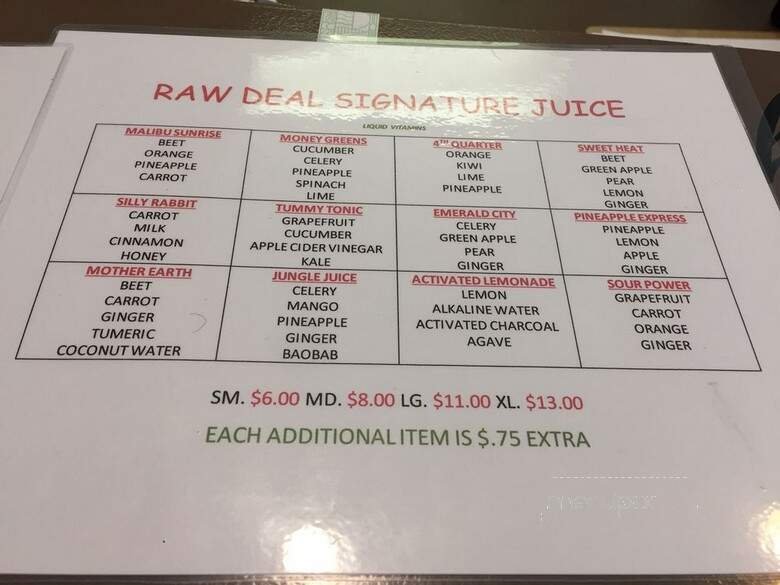 RAW DEAL SIGNATURE JUICE
LIQUID VITAMINS
MALIBU SUNRISE
BEET
ORANGE
PINEAPPLE
CARROT
MONEY GREENS
CUCUMBER
CELERY
PINEAPPLE
SPINACH
LIME
4TH QUARTER
ORANGE
KIWI
LIME
PINEAPPLE
SWEET HEAT
BEET
GREEN APPLE
PEAR
LEMON
GINGER
SILLY RABBIT
CARROT
MILK
CINNAMON
HONEY
TUMMY TONIC
GRAPEFRUIT
CUCUMBER
APPLE CIDER VINEGAR
KALE
EMERALD CITY
CELERY
GREEN APPLE
PEAR
GINGER
PINEAPPLE EXPRESS
PINEAPPLE
LEMON
APPLE
GINGER
MOTHER EARTH
BEET
CARROT
GINGER
TUMERIC
COCONUT WATER
JUNGLE JUICE
CELERY
MANGO
PINEAPPLE
GINGER
BAOBAB
ACTIVATED LEMONADE
LEMON
ALKALINE WATER
ACTIVATED CHARCOAL
AGAVE
SOUR POWER
GRAPEFRUIT
CARROT
ORANGE
GINGER
SM. $6.00 MD. $8.00 LG. $11.00 XL. $13.00
EACH ADDITIONAL ITEM IS $.75 EXTRA